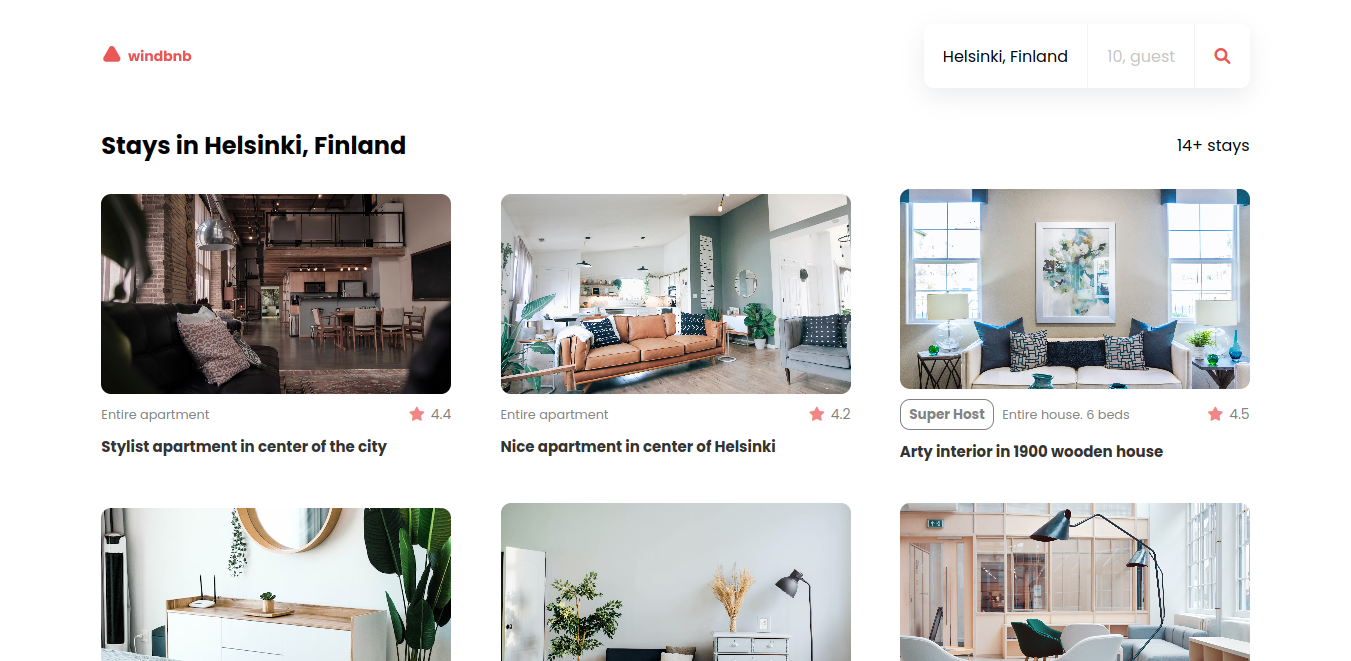 windbnb
Helsinki, Finland
10, guest
Stays in Helsinki, Finland
14+ stays
Entire apartment
4.4
Stylist apartment in center of the city
Entire apartment
4.2
Nice apartment in center of Helsinki
Super Host
Entire house. 6 beds
4.5
Arty interior in 1900 wooden house